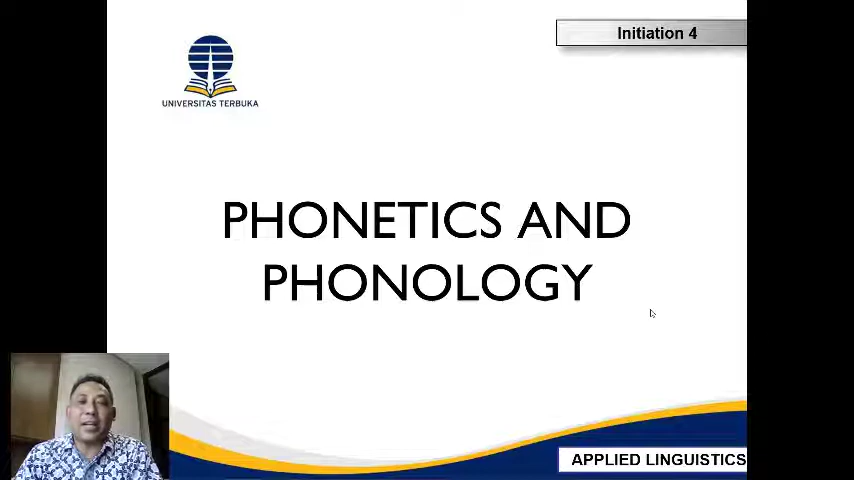 Initiation 4
UNIVERSITAS TERBUKA
PHONETICS AND
PHONOLOGY
APPLIED LINGUISTICS